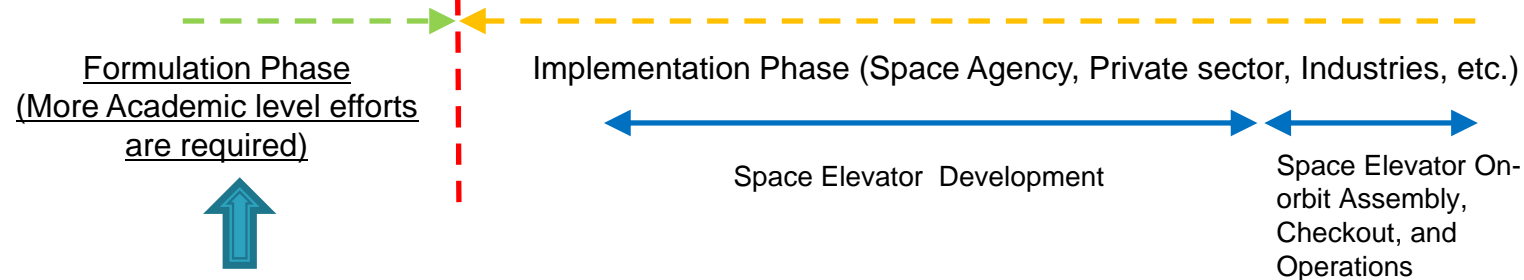 Formulation Phase
(More Academic level efforts
are required)
Implementation Phase (Space Agency, Private sector, Industries, etc.)
Space Elevator Development
Space Elevator On-
orbit Assembly,
Checkout, and
Operations